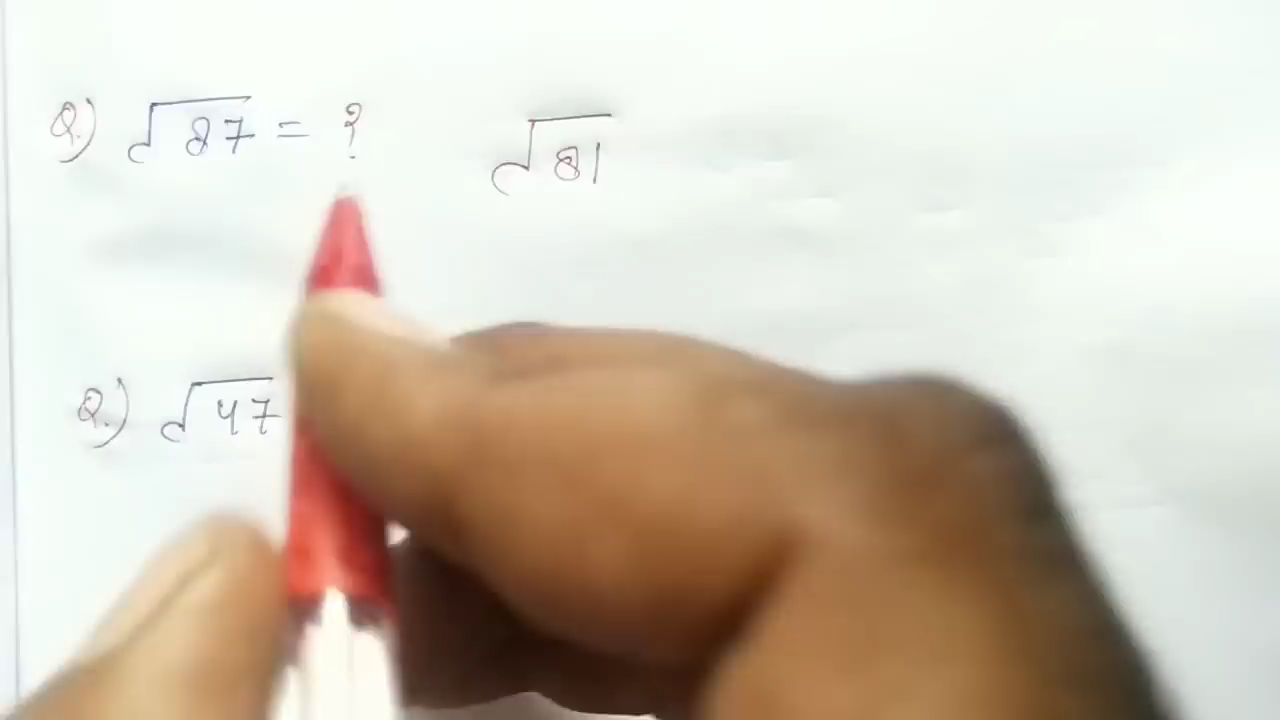 Q.) √87 = ?
√81
Q.) √47